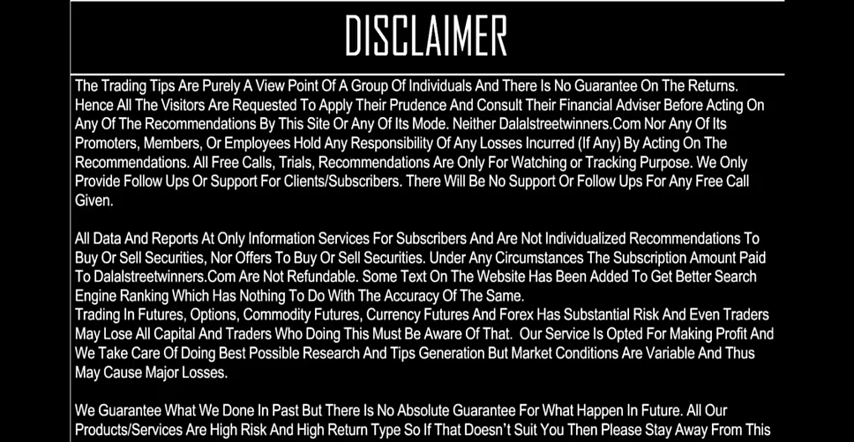 DISCLAIMER
The Trading Tips Are Purely A View Point Of A Group Of Individuals And There Is No Guarantee On The Returns.
Hence All The Visitors Are Requested To Apply Their Prudence And Consult Their Financial Adviser Before Acting On
Any Of The Recommendations By This Site Or Any Of Its Mode. Neither Dalalstreetwinners.Com Nor Any Of Its
Promoters, Members, Or Employees Hold Any Responsibility Of Any Losses Incurred (If Any) By Acting On The
Recommendations. All Free Calls, Trials, Recommendations Are Only For Watching or Tracking Purpose. We Only
Provide Follow Ups Or Support For Clients/Subscribers. There Will Be No Support Or Follow Ups For Any Free Call
Given.
All Data And Reports At Only Information Services For Subscribers And Are Not Individualized Recommendations To
Buy Or Sell Securities, Nor Offers To Buy Or Sell Securities. Under Any Circumstances The Subscription Amount Paid
To Dalalstreetwinners.Com Are Not Refundable. Some Text On The Website Has Been Added To Get Better Search
Engine Ranking Which Has Nothing To Do With The Accuracy Of The Same.
Trading In Futures, Options, Commodity Futures, Currency Futures And Forex Has Substantial Risk And Even Traders
May Lose All Capital And Traders Who Doing This Must Be Aware Of That. Our Service Is Opted For Making Profit And
We Take Care Of Doing Best Possible Research And Tips Generation But Market Conditions Are Variable And Thus
May Cause Major Losses.
We Guarantee What We Done In Past But There Is No Absolute Guarantee For What Happen In Future. All Our
Products/Services Are High Risk And High Return Type So If That Doesn't Suit You Then Please Stay Away From This